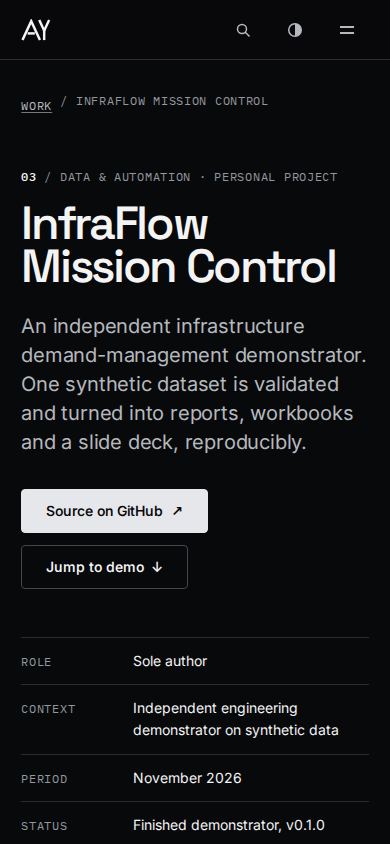 AY
WORK / INFRAFLOW MISSION CONTROL
03 / DATA & AUTOMATION · PERSONAL PROJECT
InfraFlow
Mission Control
An independent infrastructure
demand-management demonstrator.
One synthetic dataset is validated
and turned into reports, workbooks
and a slide deck, reproducibly.
Source on GitHub ↗
Jump to demo ↓
ROLE Sole author
CONTEXT Independent engineering
demonstrator on synthetic data
PERIOD November 2026
STATUS Finished demonstrator, v0.1.0